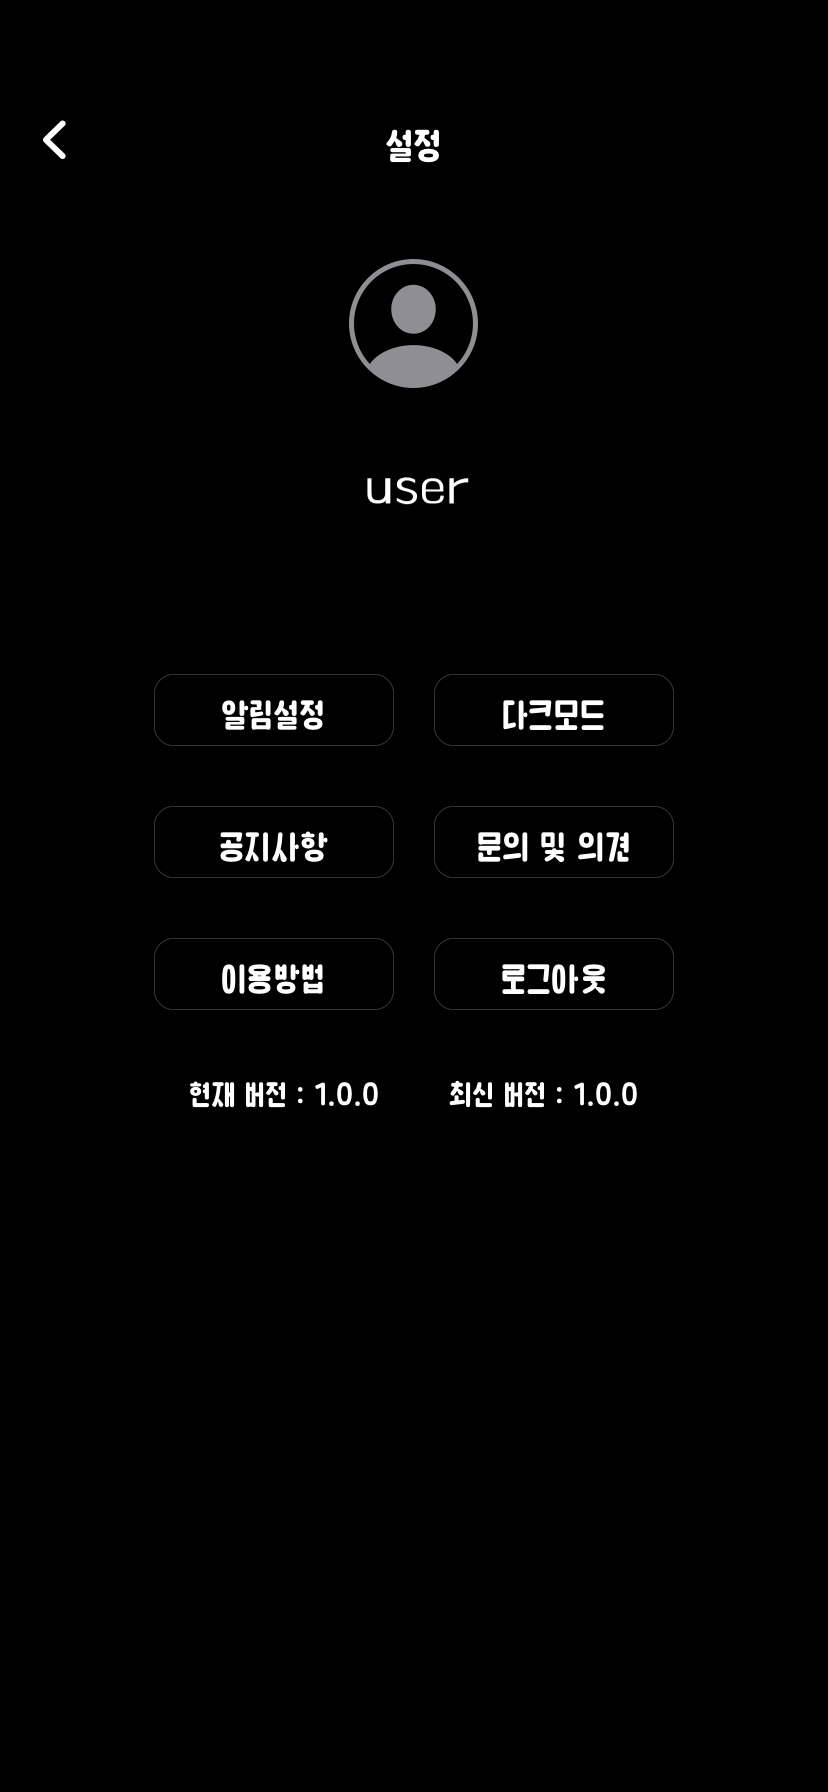 설정
user
알림설정 다크모드
공지사항 문의 및 의견
이용방법 로그아웃
현재 버전 : 1.0.0 최신 버전 : 1.0.0